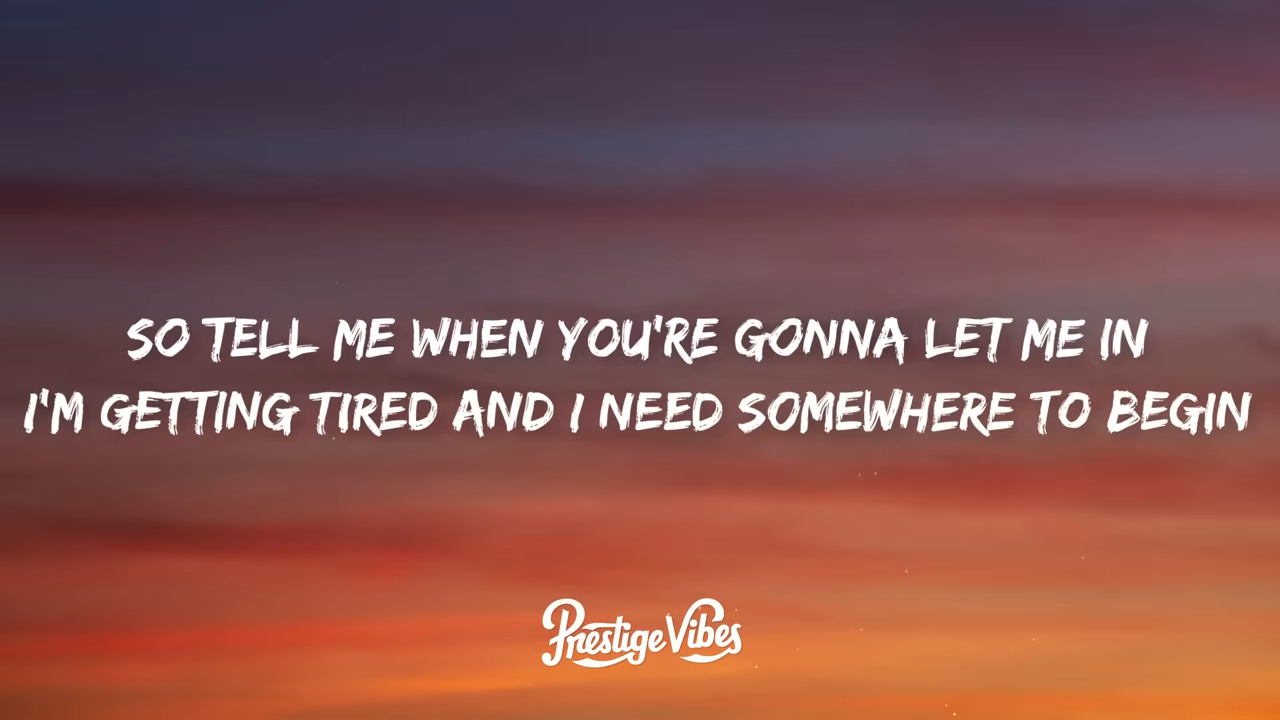 SO TELL ME WHEN YOU'RE GONNA LET ME IN
I'M GETTING TIRED AND I NEED SOMEWHERE TO BEGIN
Prestige Vibes